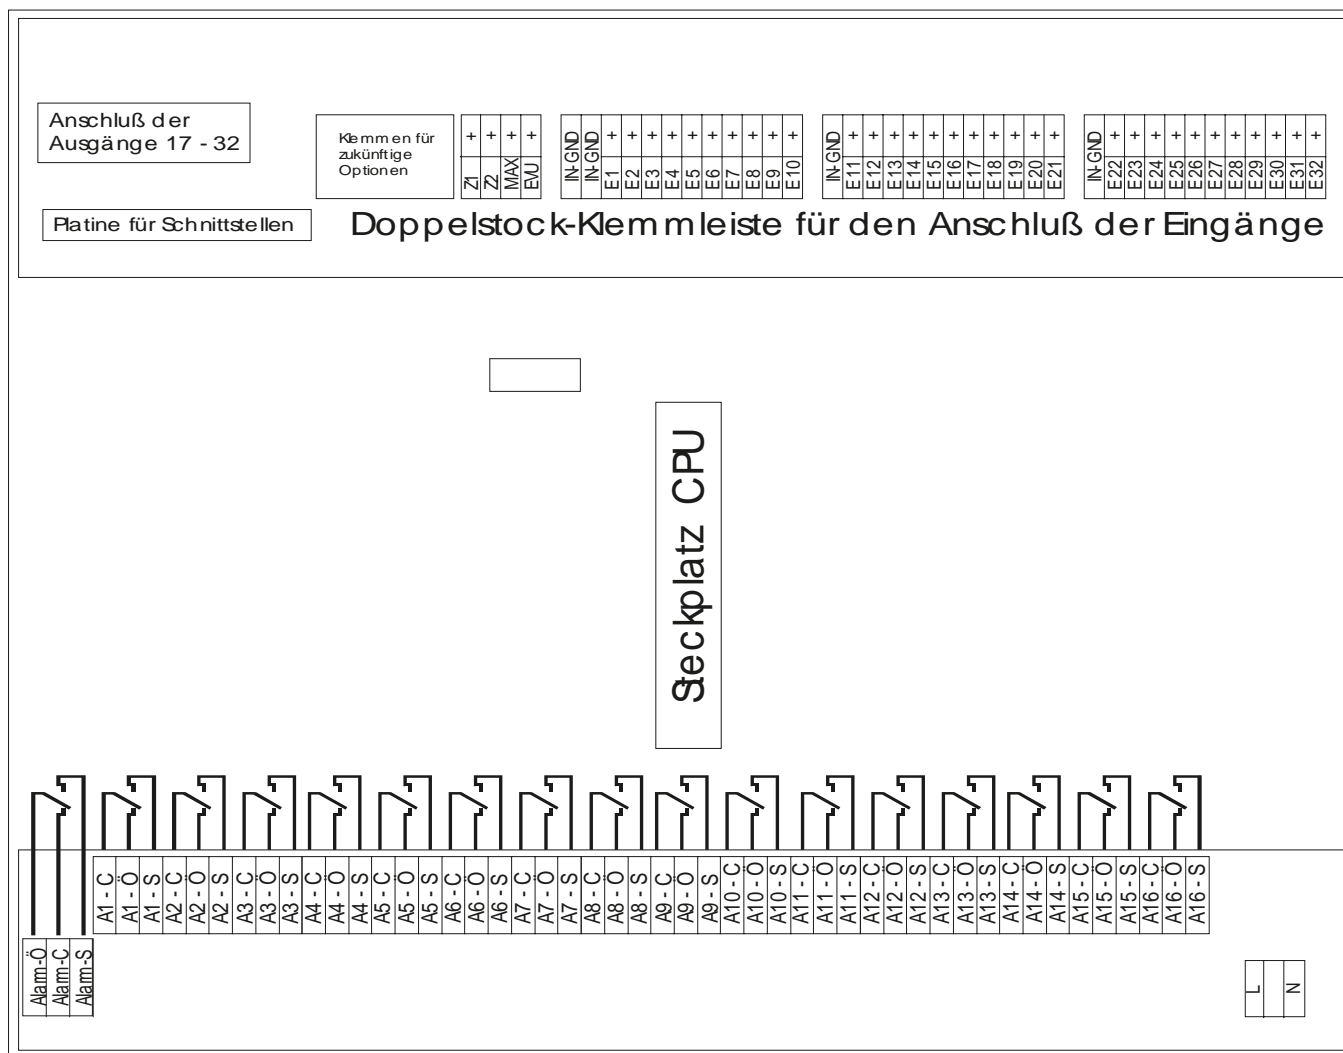 Anschluß der
Ausgänge 17 - 32
Klemmen für
zukünftige
Optionen
+ + + +
Z1 Z2 MAX EVU
IN-GND IN-GND + + + + + + + + + +
E1 E2 E3 E4 E5 E6 E7 E8 E9 E10
IN-GND + + + + + + + + + + +
E11 E12 E13 E14 E15 E16 E17 E18 E19 E20 E21
IN-GND + + + + + + + + + + +
E22 E23 E24 E25 E26 E27 E28 E29 E30 E31 E32
Platine für Schnittstellen
Doppelstock-Klemmleiste für den Anschluß der Eingänge
Steckplatz CPU
A1 - C A1 - Ö A1 - S A2 - C A2 - Ö A2 - S A3 - C A3 - Ö A3 - S A4 - C A4 - Ö A4 - S A5 - C A5 - Ö A5 - S A6 - C A6 - Ö A6 - S A7 - C A7 - Ö A7 - S A8 - C A8 - Ö A8 - S A9 - C A9 - Ö A9 - S A10 - C A10 - Ö A10 - S A11 - C A11 - Ö A11 - S A12 - C A12 - Ö A12 - S A13 - C A13 - Ö A13 - S A14 - C A14 - Ö A14 - S A15 - C A15 - Ö A15 - S A16 - C A16 - Ö A16 - S
Alarm-Ö Alarm-C Alarm-S
L N